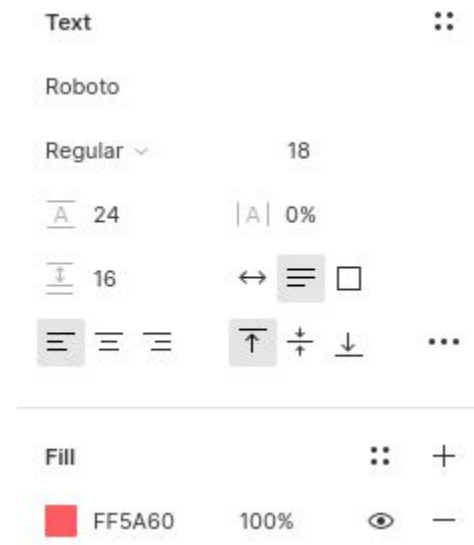 Text
Roboto
Regular 18
A 24 |A| 0%
16
Fill
FF5A60 100%